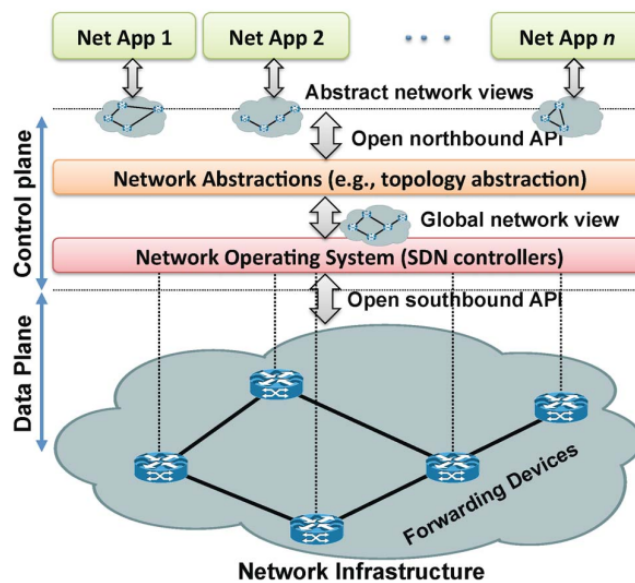 Net App 1
Net App 2
Net App n
Abstract network views
Open northbound API
Network Abstractions (e.g., topology abstraction)
Global network view
Network Operating System (SDN controllers)
Open southbound API
Control plane
Data Plane
Forwarding Devices
Network Infrastructure